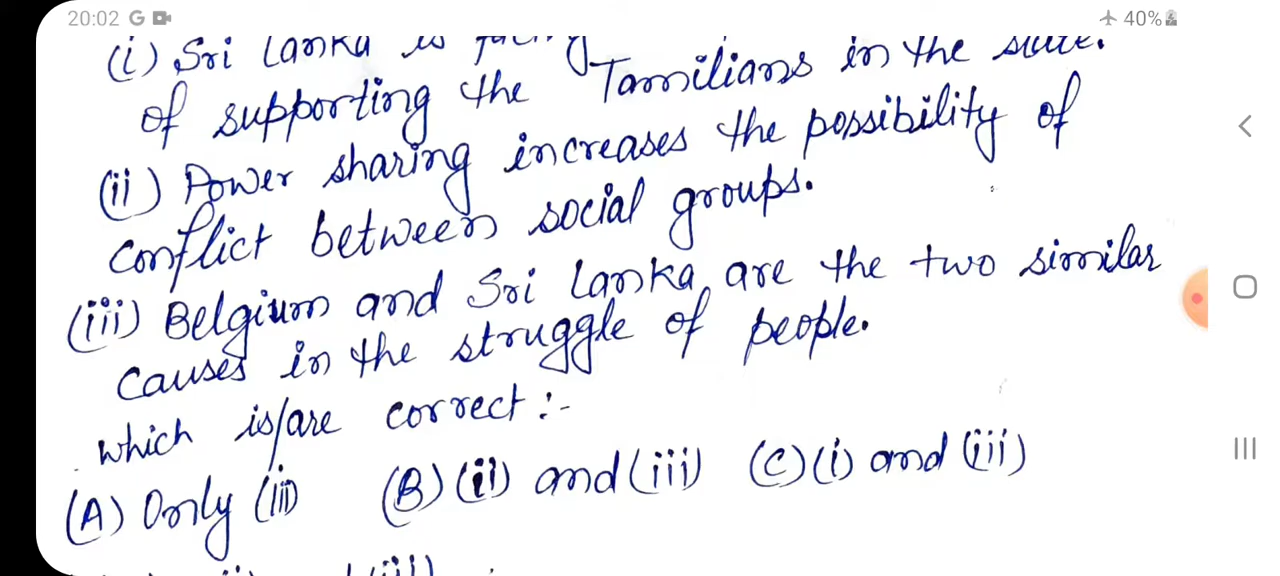 20:02 G
40%
(i) Sri Lanka is facing
of supporting the Tamilians in the state.
(ii) Power sharing increases the possibility of
conflict between social groups.
(iii) Belgium and Sri Lanka are the two similar
causes in the struggle of people.
which is/are correct :-
(A) Only (iii) (B) (ii) and (iii) (C) (i) and (iii)